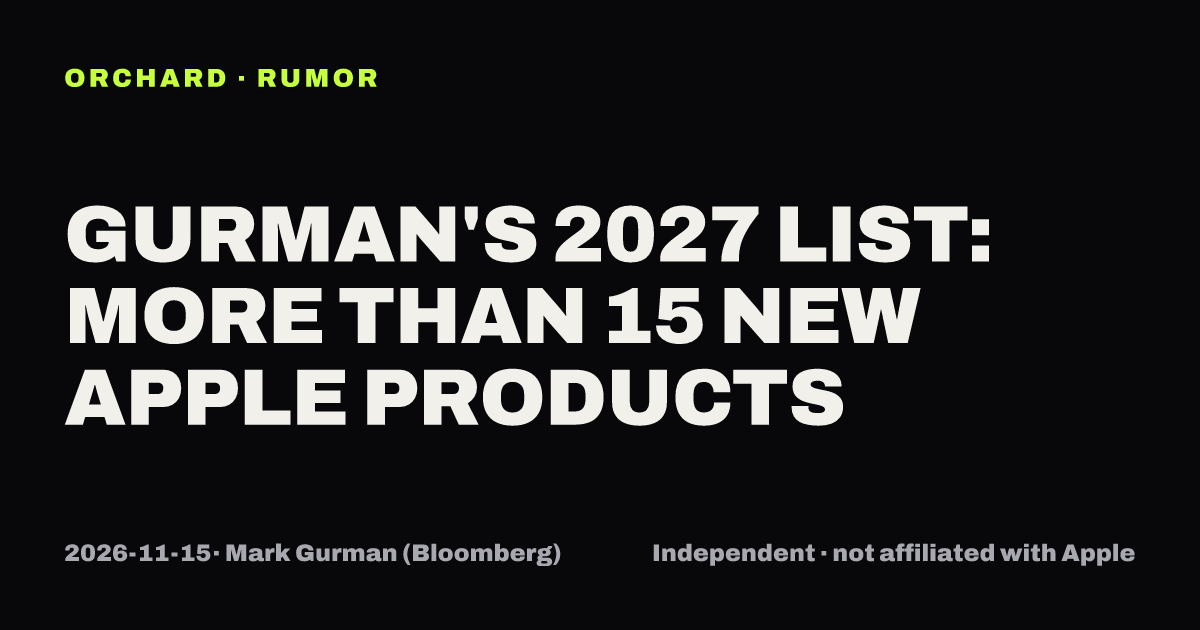 ORCHARD · RUMOR
GURMAN'S 2027 LIST:
MORE THAN 15 NEW
APPLE PRODUCTS
2026-11-15· Mark Gurman (Bloomberg)
Independent · not affiliated with Apple